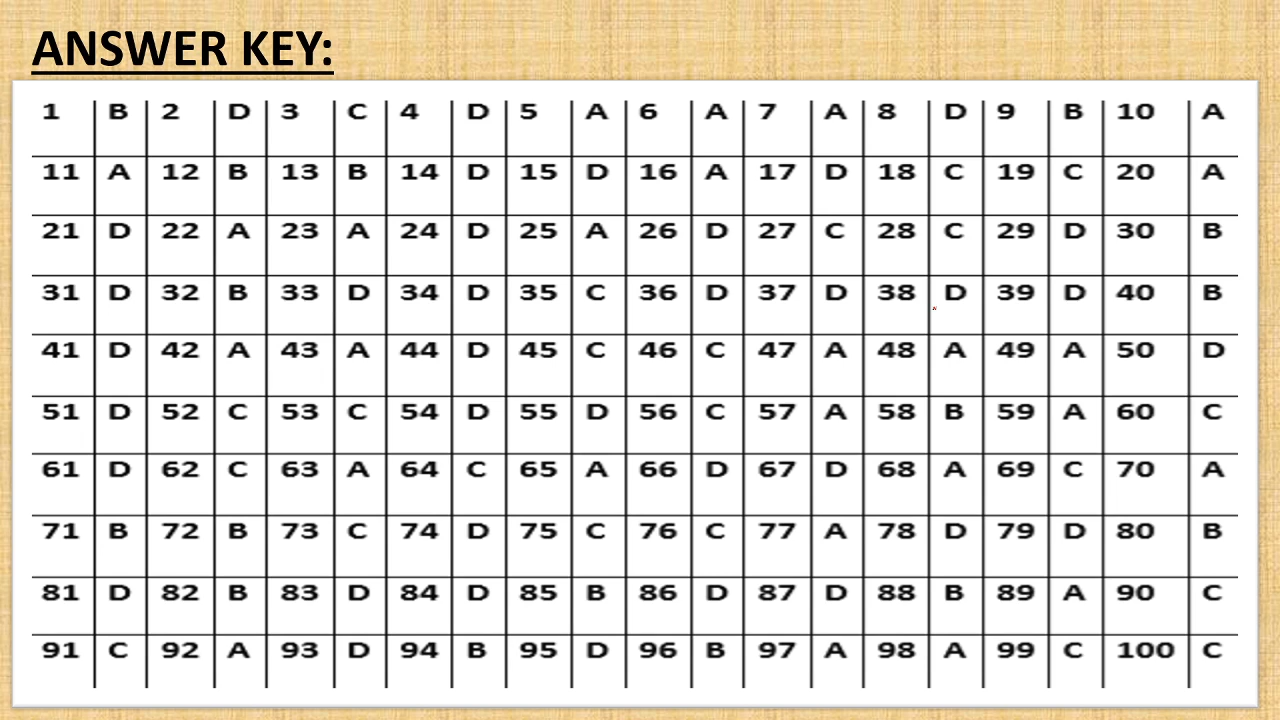 ANSWER KEY:
1 B 2 D 3 C 4 D 5 A 6 A 7 A 8 D 9 B 10 A
11 A 12 B 13 B 14 D 15 D 16 A 17 D 18 C 19 C 20 A
21 D 22 A 23 A 24 D 25 A 26 D 27 C 28 C 29 D 30 B
31 D 32 B 33 D 34 D 35 C 36 D 37 D 38 D 39 D 40 B
41 D 42 A 43 A 44 D 45 C 46 C 47 A 48 A 49 A 50 D
51 D 52 C 53 C 54 D 55 D 56 C 57 A 58 B 59 A 60 C
61 D 62 C 63 A 64 C 65 A 66 D 67 D 68 A 69 C 70 A
71 B 72 B 73 C 74 D 75 C 76 C 77 A 78 D 79 D 80 B
81 D 82 B 83 D 84 D 85 B 86 D 87 D 88 B 89 A 90 C
91 C 92 A 93 D 94 B 95 D 96 B 97 A 98 A 99 C 100 C